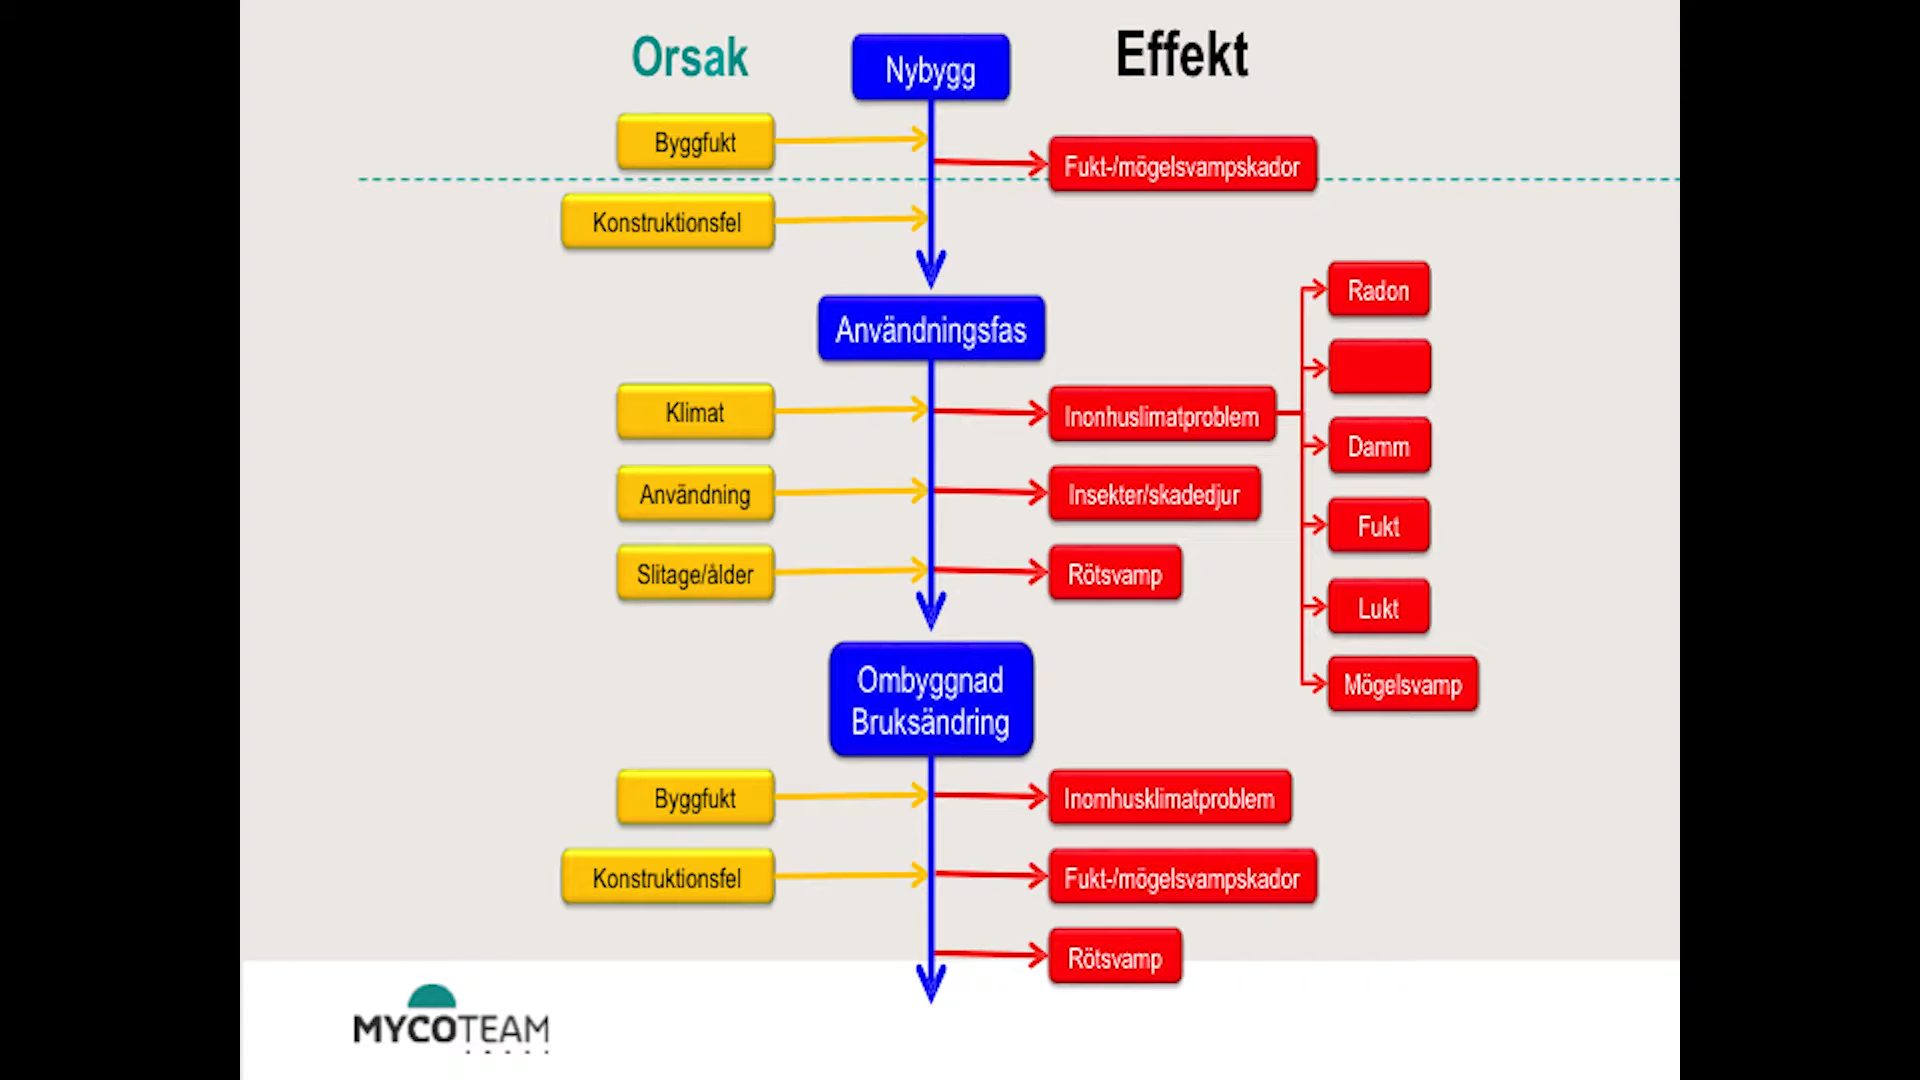 Orsak
Nybygg
Effekt
Byggfukt
Fukt-/mögelsvampskador
Konstruktionsfel
Användningsfas
Radon
Klimat
Inonhuslimatproblem
Damm
Användning
Insekter/skadedjur
Fukt
Slitage/ålder
Rötsvamp
Lukt
Ombyggnad
Bruksändring
Mögelsvamp
Byggfukt
Inomhusklimatproblem
Konstruktionsfel
Fukt-/mögelsvampskador
Rötsvamp
MYCOTEAM